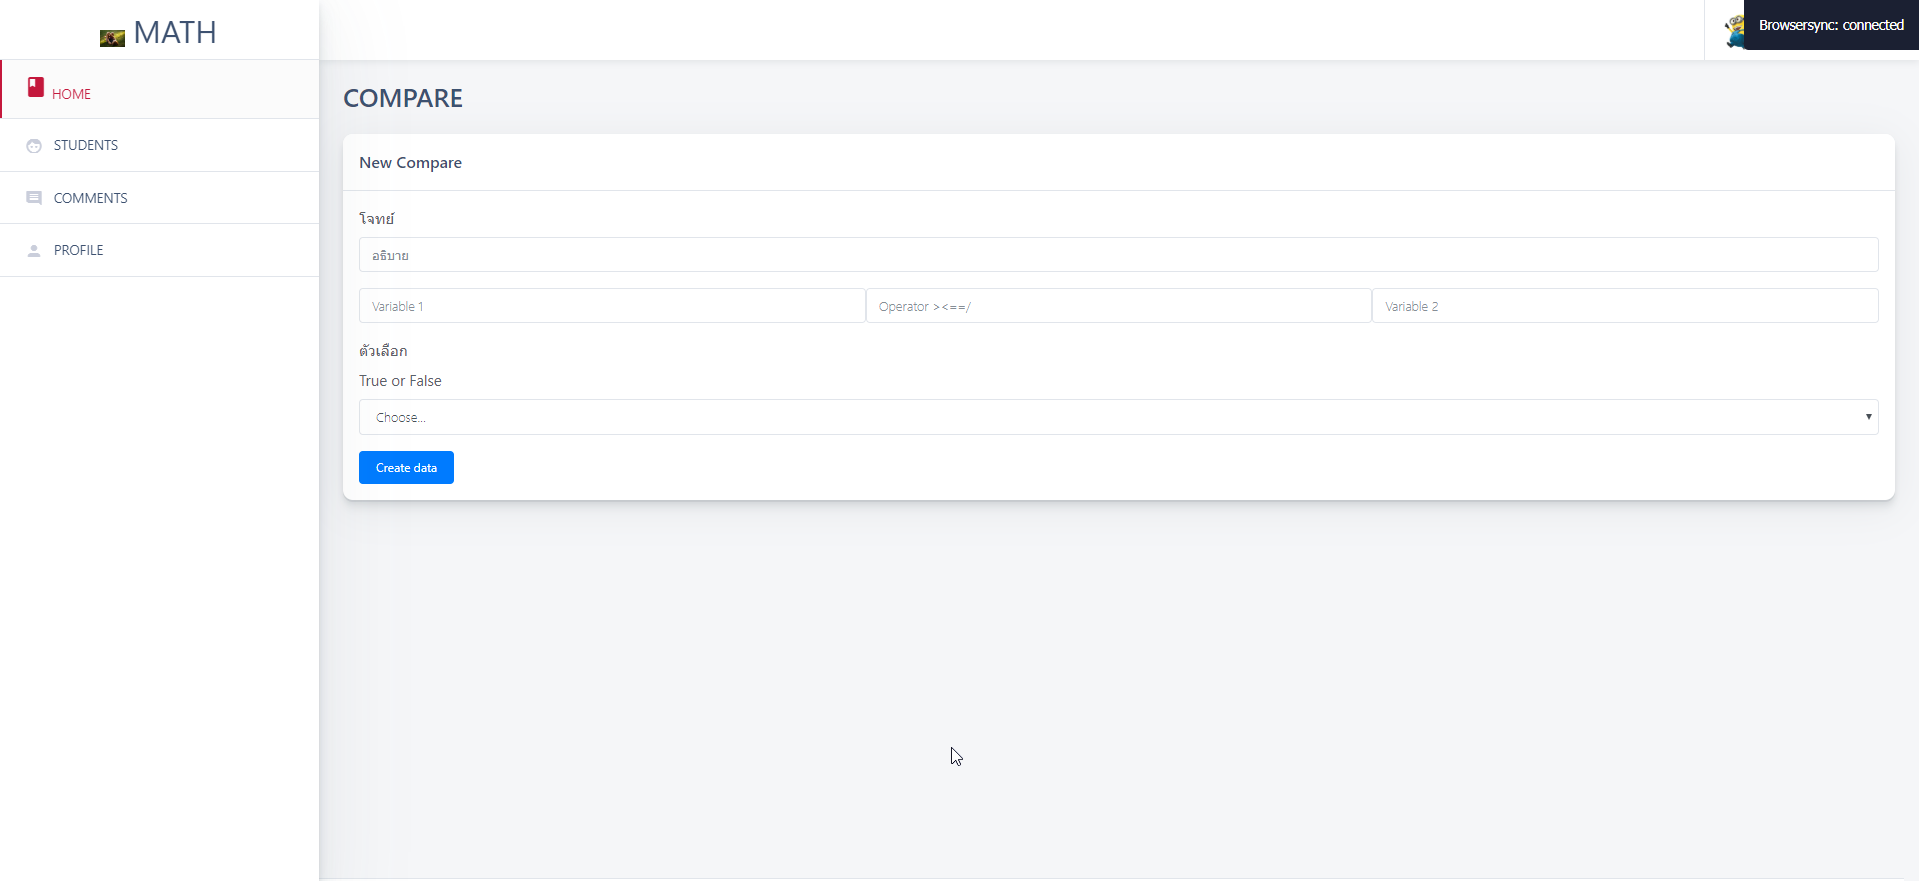 MATH
Browsersync: connected
HOME
STUDENTS
COMMENTS
PROFILE
COMPARE
New Compare
โจทย์
อธิบาย
Variable 1
Operator ><==/
Variable 2
ตัวเลือก
True or False
Choose...
Create data